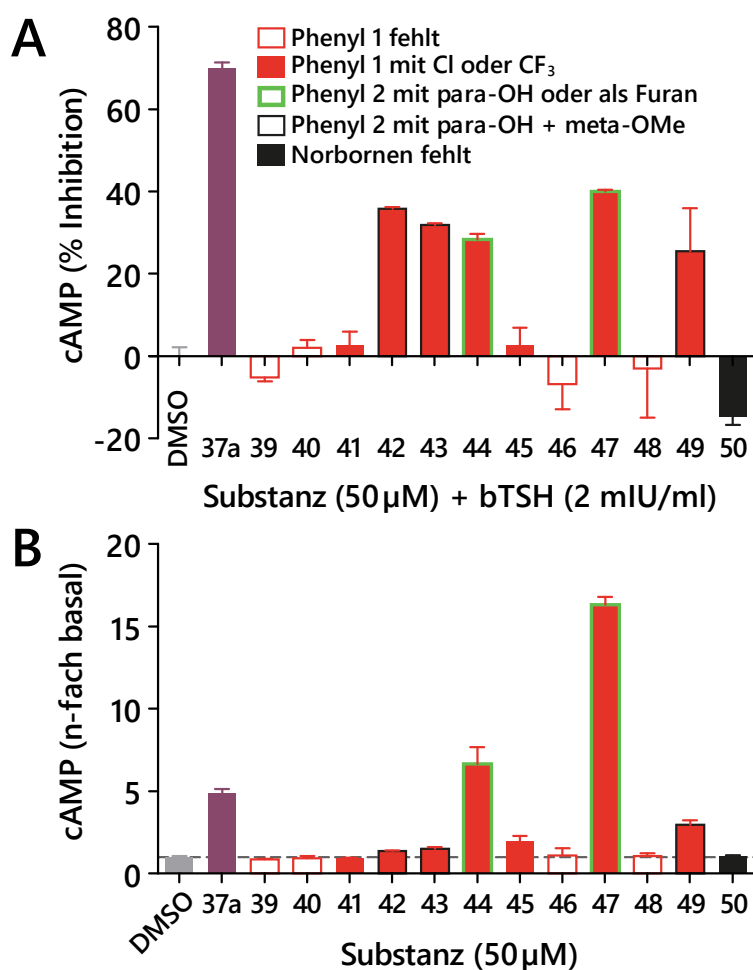 A
80
60
40
20
0
-20
cAMP (% Inhibition)
Phenyl 1 fehlt
Phenyl 1 mit Cl oder CF₃
Phenyl 2 mit para-OH oder als Furan
Phenyl 2 mit para-OH + meta-OMe
Norbornen fehlt
DMSO 37a 39 40 41 42 43 44 45 46 47 48 49 50
Substanz (50µM) + bTSH (2 mIU/ml)
B
20
15
10
5
0
cAMP (n-fach basal)
DMSO 37a 39 40 41 42 43 44 45 46 47 48 49 50
Substanz (50µM)